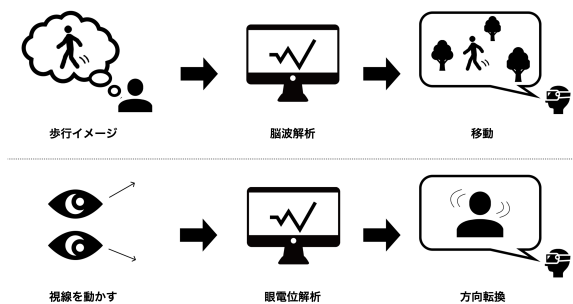 歩行イメージ
脳波解析
移動
視線を動かす
眼電位解析
方向転換